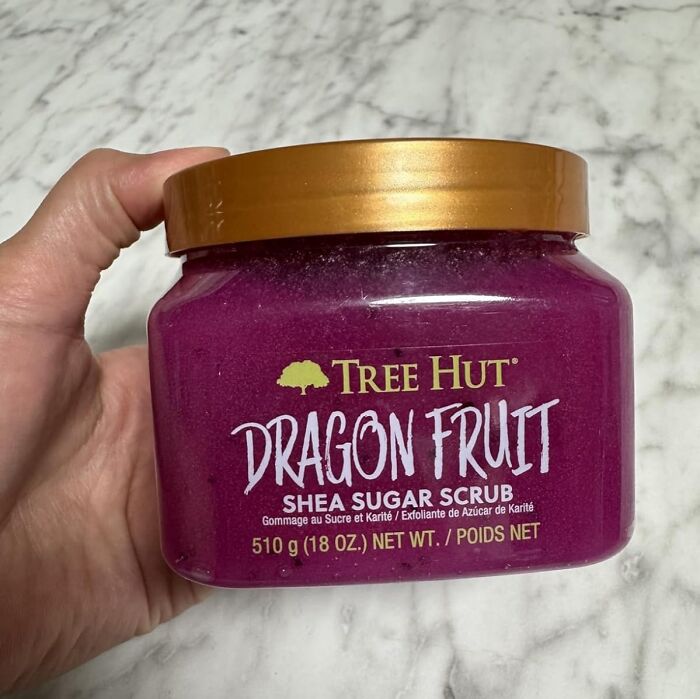 TREE HUT®
DRAGON FRUIT
SHEA SUGAR SCRUB
Gommage au Sucre et Karité / Exfoliante de Azúcar de Karité
510 g (18 OZ.) NET WT. / POIDS NET